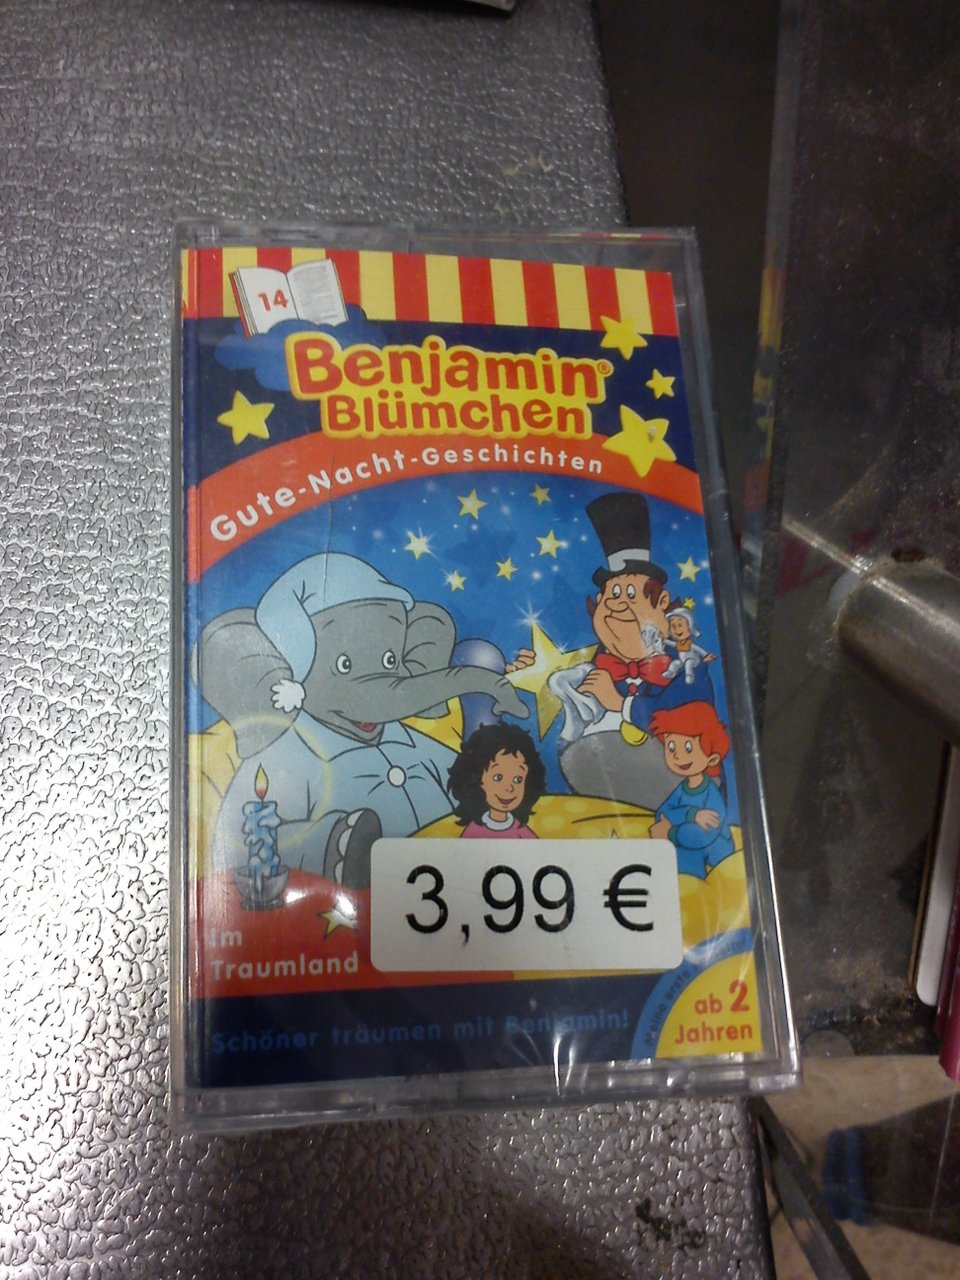 14
Benjamin®
Blümchen
Gute-Nacht-Geschichten
3,99 €
Im
Traumland
Schöner träumen mit Benjamin!
ab 2
Jahren